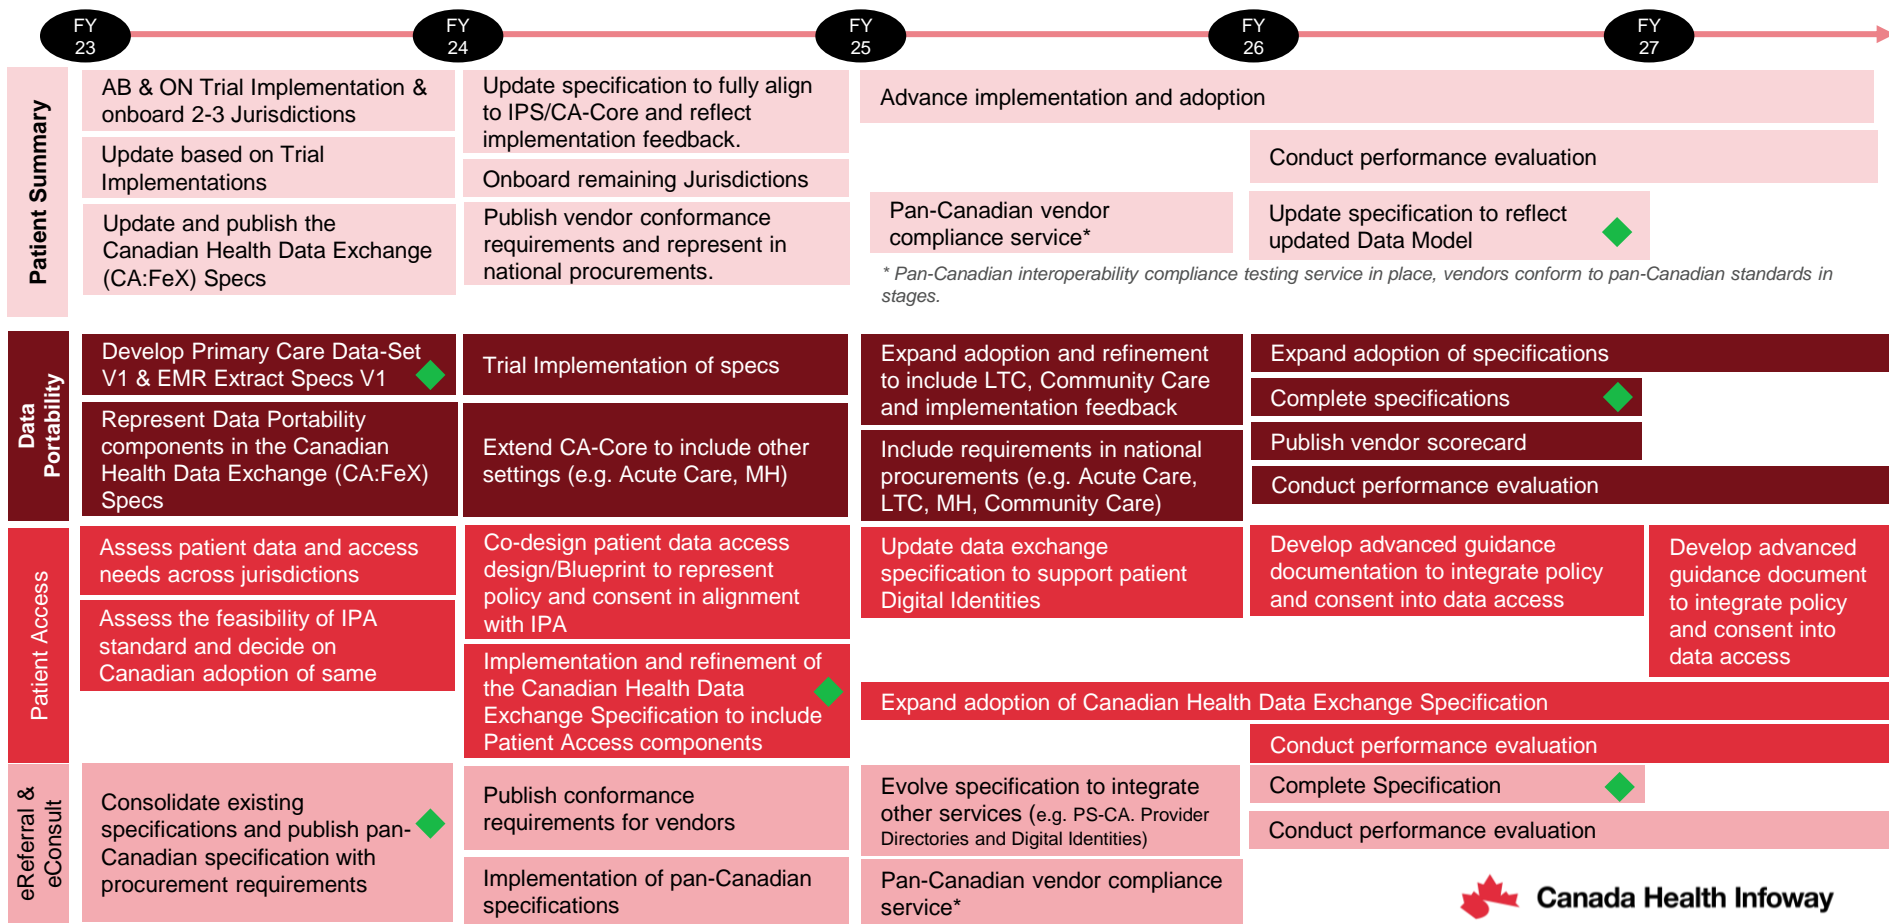 FY
23
FY
24
FY
25
FY
26
FY
27
Patient Summary
AB & ON Trial Implementation &
onboard 2-3 Jurisdictions
Update based on Trial
Implementations
Update and publish the
Canadian Health Data Exchange
(CA:FeX) Specs
Update specification to fully align
to IPS/CA-Core and reflect
implementation feedback.
Onboard remaining Jurisdictions
Publish vendor conformance
requirements and represent in
national procurements.
Advance implementation and adoption
Conduct performance evaluation
Pan-Canadian vendor
compliance service*
Update specification to reflect
updated Data Model
* Pan-Canadian interoperability compliance testing service in place, vendors conform to pan-Canadian standards in
stages.
Data
Portability
Develop Primary Care Data-Set
V1 & EMR Extract Specs V1
Represent Data Portability
components in the Canadian
Health Data Exchange (CA:FeX)
Specs
Trial Implementation of specs
Extend CA-Core to include other
settings (e.g. Acute Care, MH)
Expand adoption and refinement
to include LTC, Community Care
and implementation feedback
Include requirements in national
procurements (e.g. Acute Care,
LTC, MH, Community Care)
Expand adoption of specifications
Complete specifications
Publish vendor scorecard
Conduct performance evaluation
Patient Access
Assess patient data and access
needs across jurisdictions
Assess the feasibility of IPA
standard and decide on
Canadian adoption of same
Co-design patient data access
design/Blueprint to represent
policy and consent in alignment
with IPA
Implementation and refinement of
the Canadian Health Data
Exchange Specification to include
Patient Access components
Update data exchange
specification to support patient
Digital Identities
Develop advanced guidance
documentation to integrate policy
and consent into data access
Develop advanced
guidance document
to integrate policy
and consent into
data access
Expand adoption of Canadian Health Data Exchange Specification
Conduct performance evaluation
eReferral &
eConsult
Consolidate existing
specifications and publish pan-
Canadian specification with
procurement requirements
Publish conformance
requirements for vendors
Implementation of pan-Canadian
specifications
Evolve specification to integrate
other services (e.g. PS-CA. Provider
Directories and Digital Identities)
Pan-Canadian vendor compliance
service*
Complete Specification
Conduct performance evaluation
Canada Health Infoway